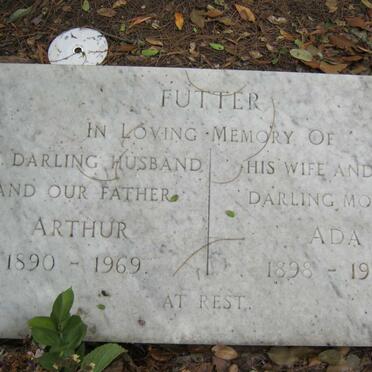 FUTTER
IN LOVING MEMORY OF
DARLING HUSBAND
AND OUR FATHER
ARTHUR
1890 - 1969.
HIS WIFE AND
DARLING MO
ADA
1898 - 19
AT REST.